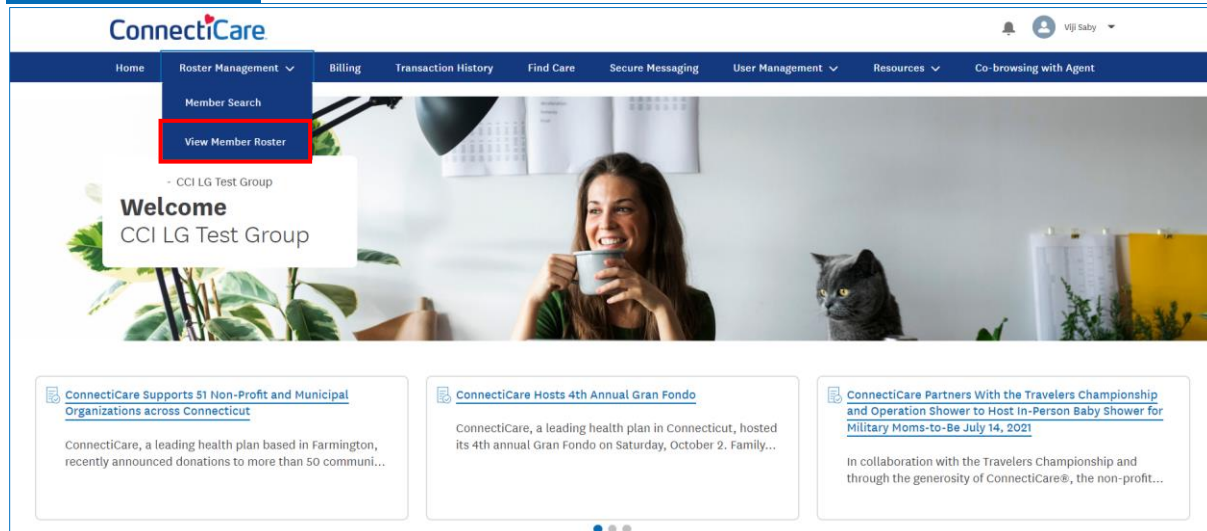 ConnectiCare
Viji Saby
Home Roster Management Billing Transaction History Find Care Secure Messaging User Management Resources Co-browsing with Agent
Member Search
View Member Roster
- CCI LG Test Group
Welcome
CCI LG Test Group
ConnectiCare Supports 51 Non-Profit and Municipal
Organizations across Connecticut
ConnectiCare, a leading health plan based in Farmington,
recently announced donations to more than 50 communi...
ConnectiCare Hosts 4th Annual Gran Fondo
ConnectiCare, a leading health plan in Connecticut, hosted
its 4th annual Gran Fondo on Saturday, October 2. Family...
ConnectiCare Partners With the Travelers Championship
and Operation Shower to Host In-Person Baby Shower for
Military Moms-to-Be July 14, 2021
In collaboration with the Travelers Championship and
through the generosity of ConnectiCare®, the non-profit...